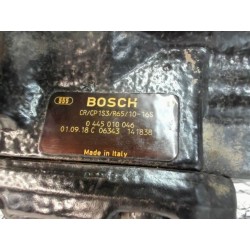 BOSCH
CR/CP1S3/R65/10-16S
0 445 010 046
01.09.18 C 06343 141838
Made in Italy